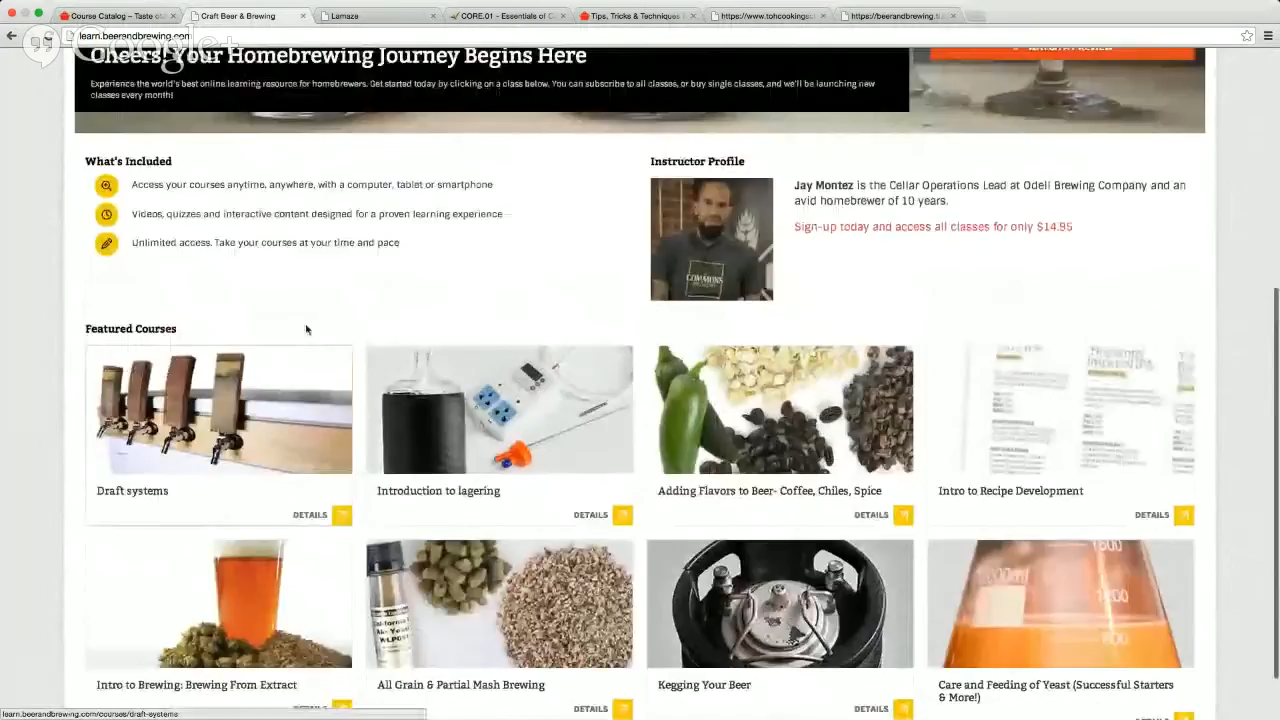 Course Catalog – Taste of
Craft Beer & Brewing
Lamaze
CORE.01 - Essentials of C
Tips, Tricks & Techniques
https://www.tohcookings
https://beerandbrewing.t
learn.beerandbrewing.com
Google+
Cheers! Your Homebrewing Journey Begins Here
Experience the world's best online learning resource for homebrewers. Get started today by clicking on a class below. You can subscribe to all classes, or buy single classes, and we'll be launching new
classes every month!
What's Included
Access your courses anytime, anywhere, with a computer, tablet or smartphone
Videos, quizzes and interactive content designed for a proven learning experience
Unlimited access. Take your courses at your time and pace
Instructor Profile
Jay Montez is the Cellar Operations Lead at Odell Brewing Company and an
avid homebrewer of 10 years.
Sign-up today and access all classes for only $14.95
COMMONS
Featured Courses
Draft systems
DETAILS
Introduction to lagering
DETAILS
Adding Flavors to Beer- Coffee, Chiles, Spice
DETAILS
Intro to Recipe Development
DETAILS
1600
1200
800
Intro to Brewing: Brewing From Extract
All Grain & Partial Mash Brewing
DETAILS
Kegging Your Beer
DETAILS
Care and Feeding of Yeast (Successful Starters
& More!)
learn.beerandbrewing.com/courses/draft-systems